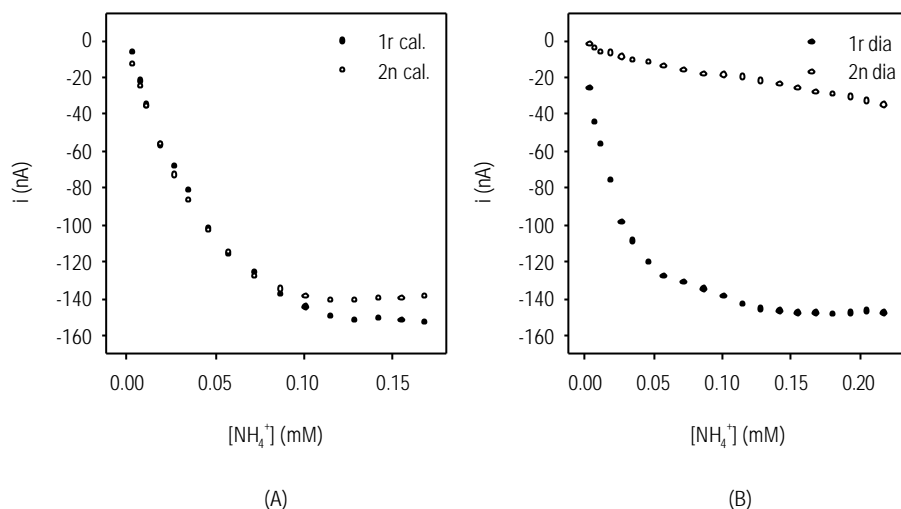 0
-20
-40
-60
-80
-100
-120
-140
-160
i (nA)
1r cal.
2n cal.
0.00 0.05 0.10 0.15
[NH₄⁺] (mM)
(A)
0
-20
-40
-60
-80
-100
-120
-140
-160
i (nA)
1r dia
2n dia
0.00 0.05 0.10 0.15 0.20
[NH₄⁺] (mM)
(B)